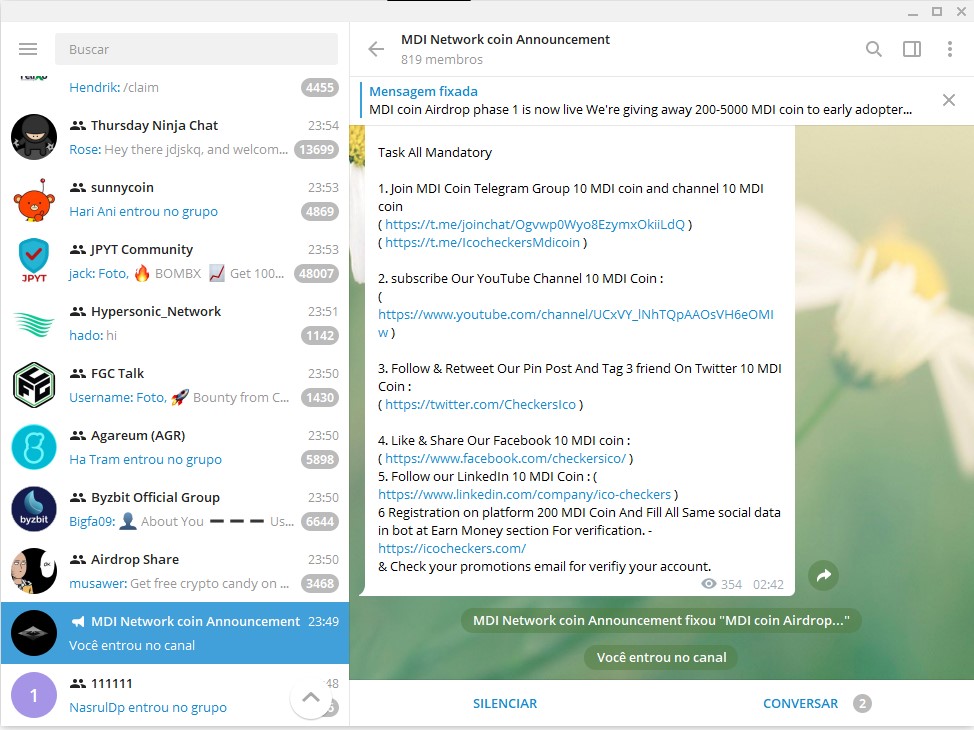 Buscar
Hendrik: /claim
4455
Thursday Ninja Chat
23:54
Rose: Hey there jdjskq, and welcom...
13699
sunnycoin
23:53
Hari Ani entrou no grupo
4869
JPYT
JPYT Community
23:53
jack: Foto, 🔥 BOMBX 📈 Get 100...
48007
Hypersonic_Network
23:51
hado: hi
1142
FGC Talk
23:50
Username: Foto, 🚀 Bounty from C...
1430
Agareum (AGR)
23:50
Ha Tram entrou no grupo
5898
byzbit
Byzbit Official Group
23:50
Bigfa09: 👤 About You ➖➖➖ Us...
6644
OK
Airdrop Share
23:50
musawer: Get free crypto candy on ...
3468
MDI Network coin Announcement
23:49
Você entrou no canal
1
111111
48
NasrulDp entrou no grupo
MDI Network coin Announcement
819 membros
Mensagem fixada
MDI coin Airdrop phase 1 is now live We're giving away 200-5000 MDI coin to early adopter...
Task All Mandatory
1. Join MDI Coin Telegram Group 10 MDI coin and channel 10 MDI
coin
( https://t.me/joinchat/Ogvwp0Wyo8EzymxOkiiLdQ )
( https://t.me/IcocheckersMdicoin )
2. subscribe Our YouTube Channel 10 MDI Coin :
(
https://www.youtube.com/channel/UCxVY_lNhTQpAAOsVH6eOMI
w )
3. Follow & Retweet Our Pin Post And Tag 3 friend On Twitter 10 MDI
Coin :
( https://twitter.com/CheckersIco )
4. Like & Share Our Facebook 10 MDI coin :
( https://www.facebook.com/checkersico/ )
5. Follow our LinkedIn 10 MDI Coin : (
https://www.linkedin.com/company/ico-checkers )
6 Registration on platform 200 MDI Coin And Fill All Same social data
in bot at Earn Money section For verification. -
https://icocheckers.com/
& Check your promotions email for verifiy your account.
354 02:42
MDI Network coin Announcement fixou "MDI coin Airdrop..."
Você entrou no canal
SILENCIAR
CONVERSAR
2